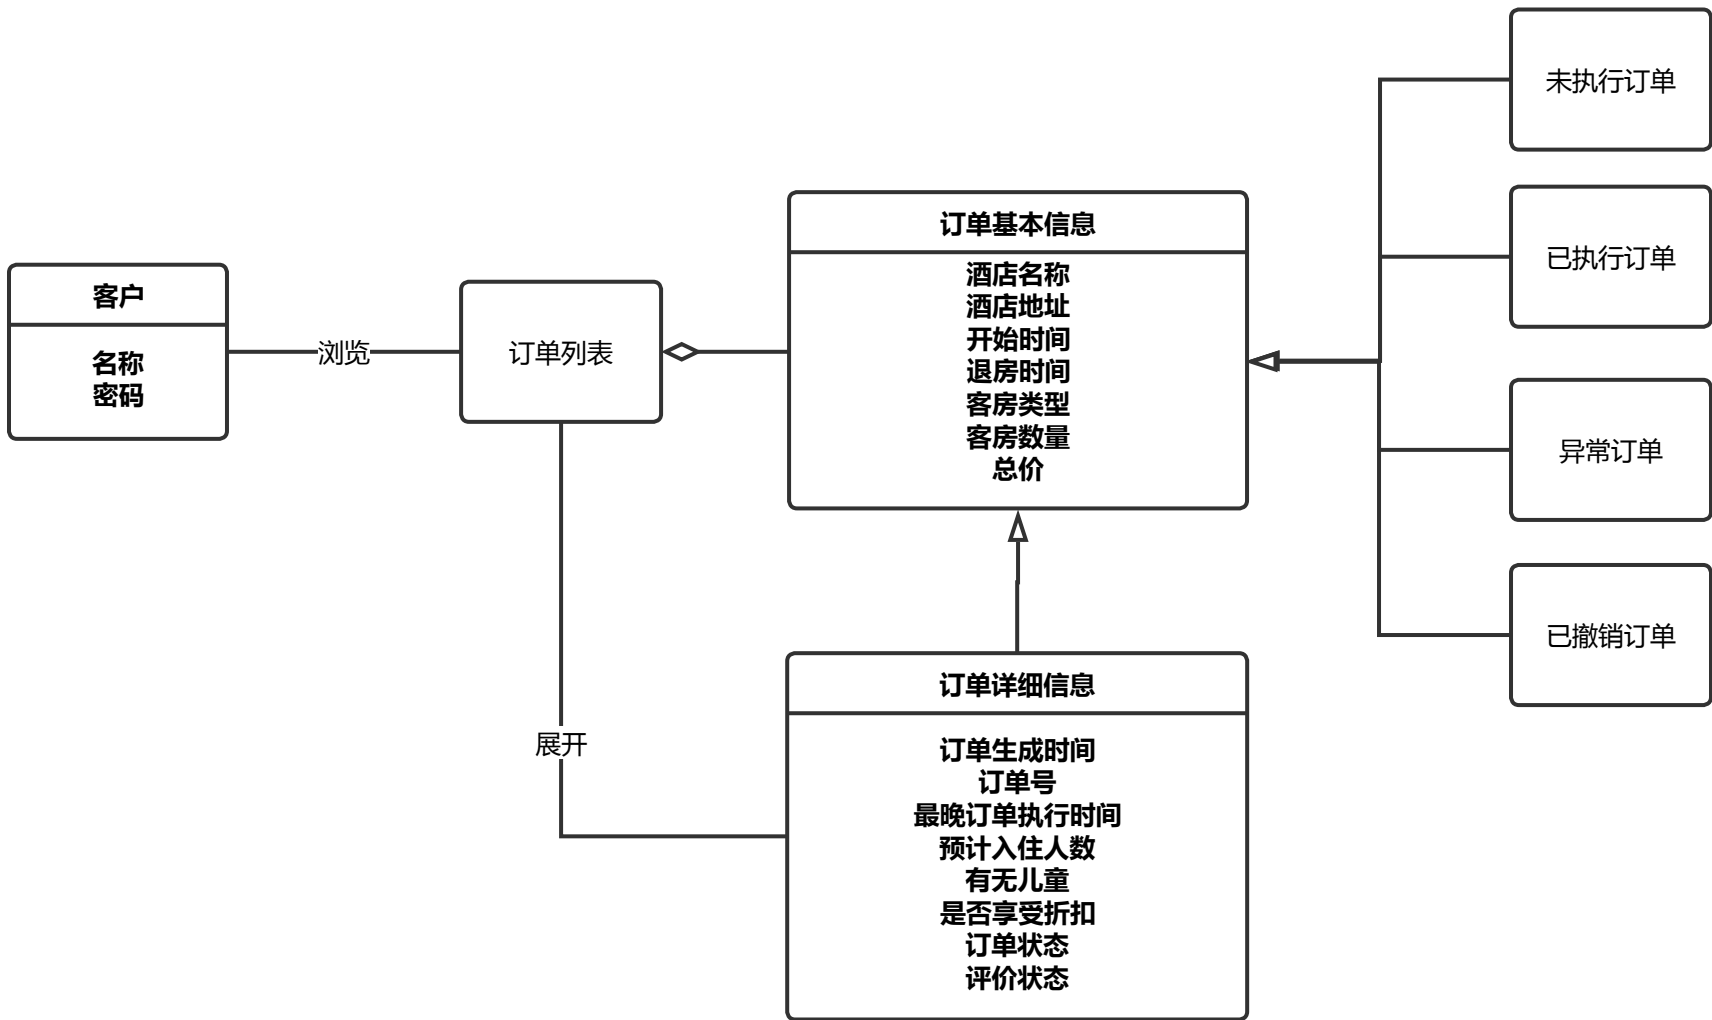 客户
名称
密码
浏览
订单列表
展开
订单基本信息
酒店名称
酒店地址
开始时间
退房时间
客房类型
客房数量
总价
订单详细信息
订单生成时间
订单号
最晚订单执行时间
预计入住人数
有无儿童
是否享受折扣
订单状态
评价状态
未执行订单
已执行订单
异常订单
已撤销订单